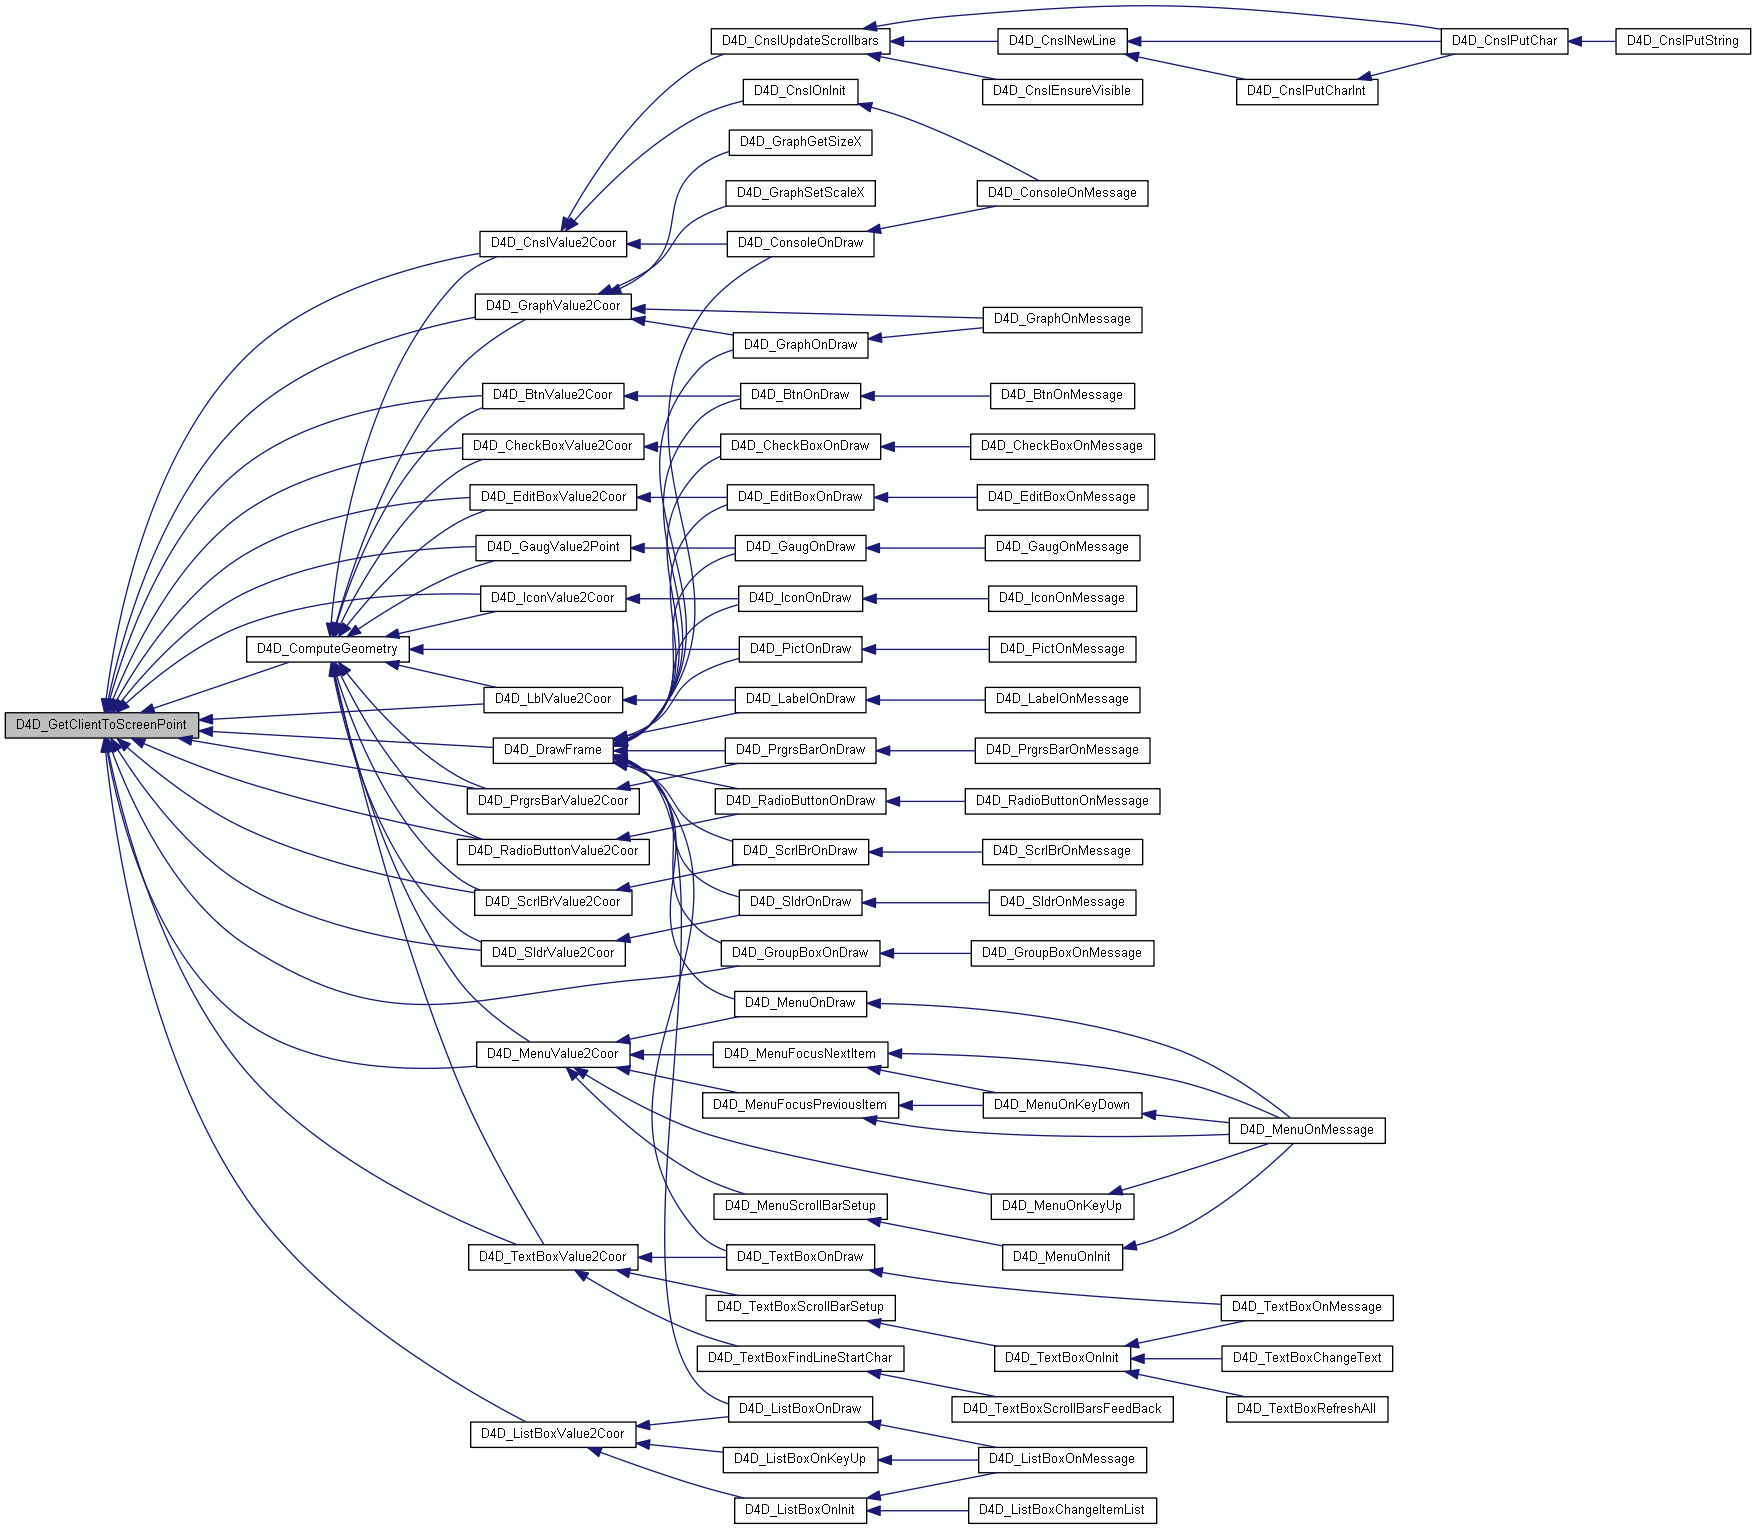 D4D_CnslUpdateScrollbars
D4D_CnslNewLine
D4D_CnslPutChar
D4D_CnslPutString
D4D_CnslOnInit
D4D_CnslEnsureVisible
D4D_CnslPutCharInt
D4D_GraphGetSizeX
D4D_GraphSetScaleX
D4D_ConsoleOnMessage
D4D_CnslValue2Coor
D4D_ConsoleOnDraw
D4D_GraphValue2Coor
D4D_GraphOnMessage
D4D_GraphOnDraw
D4D_BtnValue2Coor
D4D_BtnOnDraw
D4D_BtnOnMessage
D4D_CheckBoxValue2Coor
D4D_CheckBoxOnDraw
D4D_CheckBoxOnMessage
D4D_EditBoxValue2Coor
D4D_EditBoxOnDraw
D4D_EditBoxOnMessage
D4D_GaugValue2Point
D4D_GaugOnDraw
D4D_GaugOnMessage
D4D_IconValue2Coor
D4D_IconOnDraw
D4D_IconOnMessage
D4D_ComputeGeometry
D4D_PictOnDraw
D4D_PictOnMessage
D4D_LblValue2Coor
D4D_LabelOnDraw
D4D_LabelOnMessage
D4D_GetClientToScreenPoint
D4D_DrawFrame
D4D_PrgrsBarOnDraw
D4D_PrgrsBarOnMessage
D4D_PrgrsBarValue2Coor
D4D_RadioButtonOnDraw
D4D_RadioButtonOnMessage
D4D_RadioButtonValue2Coor
D4D_ScrlBrOnDraw
D4D_ScrlBrOnMessage
D4D_ScrlBrValue2Coor
D4D_SldrOnDraw
D4D_SldrOnMessage
D4D_SldrValue2Coor
D4D_GroupBoxOnDraw
D4D_GroupBoxOnMessage
D4D_MenuOnDraw
D4D_MenuValue2Coor
D4D_MenuFocusNextItem
D4D_MenuFocusPreviousItem
D4D_MenuOnKeyDown
D4D_MenuOnMessage
D4D_MenuScrollBarSetup
D4D_MenuOnKeyUp
D4D_TextBoxValue2Coor
D4D_TextBoxOnDraw
D4D_MenuOnInit
D4D_TextBoxScrollBarSetup
D4D_TextBoxOnMessage
D4D_TextBoxFindLineStartChar
D4D_TextBoxOnInit
D4D_TextBoxChangeText
D4D_ListBoxOnDraw
D4D_TextBoxScrollBarsFeedBack
D4D_TextBoxRefreshAll
D4D_ListBoxValue2Coor
D4D_ListBoxOnKeyUp
D4D_ListBoxOnMessage
D4D_ListBoxOnInit
D4D_ListBoxChangeItemList